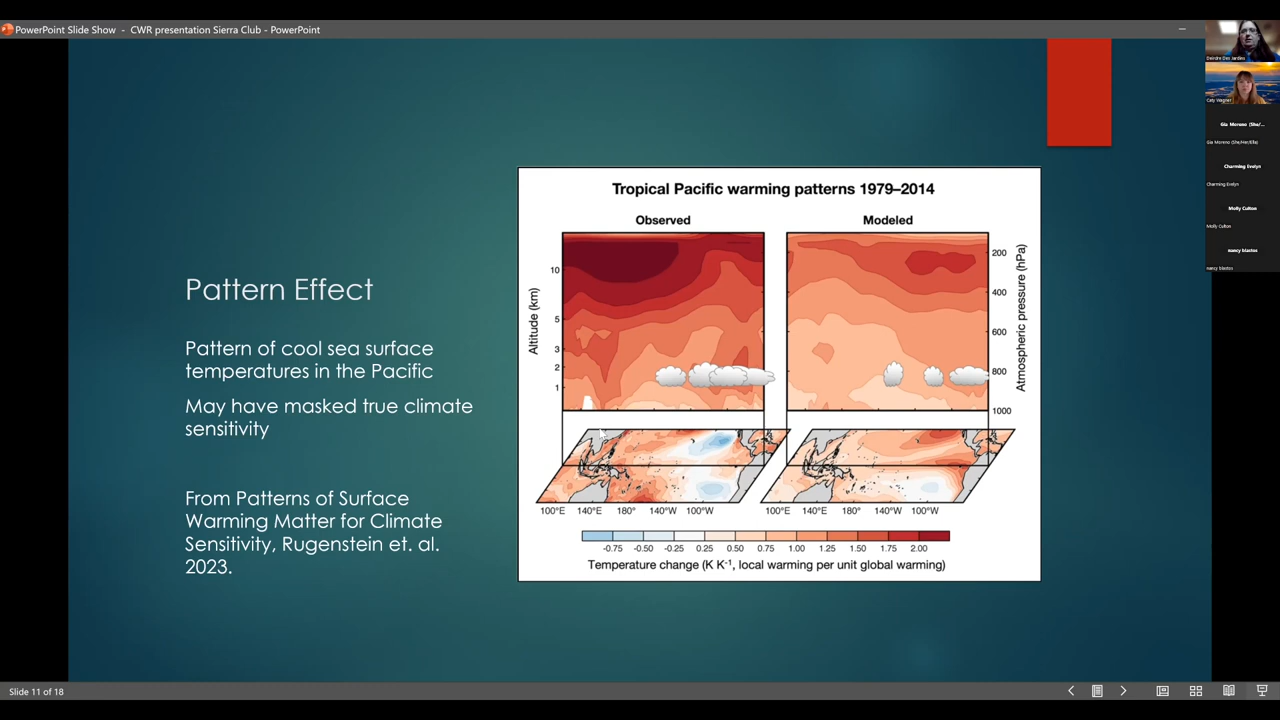 PowerPoint Slide Show - CWR presentation Sierra Club - PowerPoint
Pattern Effect
Pattern of cool sea surface
temperatures in the Pacific
May have masked true climate
sensitivity
From Patterns of Surface
Warming Matter for Climate
Sensitivity, Rugenstein et. al.
2023.
Tropical Pacific warming patterns 1979–2014
Observed
Modeled
Altitude (km)
10
5
3
2
1
200
400
600
800
1000
Atmospheric pressure (hPa)
100°E 140°E 180° 140°W 100°W
100°E 140°E 180° 140°W 100°W
-0.75 -0.50 -0.25 0.25 0.50 0.75 1.00 1.25 1.50 1.75 2.00
Temperature change (K K⁻¹, local warming per unit global warming)
Deirdre Des Jardins
Caty Wagner
Gia Moreno (She/...
Gia Moreno (She/Her/Ella)
Charming Evelyn
Charming Evelyn
Molly Culton
Molly Culton
nancy blastos
nancy blastos
Slide 11 of 18